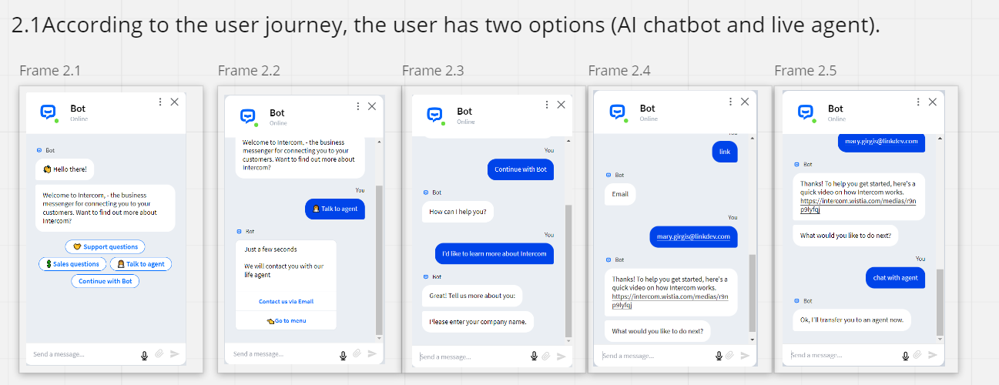 2.1According to the user journey, the user has two options (AI chatbot and live agent).
Frame 2.1
Bot
Online
Bot
Hello there!
Welcome to Intercom, - the business
messenger for connecting you to your
customers. Want to find out more about
Intercom?
Support questions
Sales questions
Talk to agent
Continue with Bot
Send a message...
Frame 2.2
Bot
Online
Welcome to Intercom, - the business
messenger for connecting you to your
customers. Want to find out more about
Intercom?
You
Talk to agent
Bot
Just a few seconds
We will contact you with our
life agent
Contact us via Email
Go to menu
Send a message...
Frame 2.3
Bot
Online
You
Continue with Bot
Bot
How can I help you?
You
I'd like to learn more about Intercom
Bot
Great! Tell us more about you:
Please enter your company name.
Send a message...
Frame 2.4
Bot
Online
You
link
Bot
Email
You
mary.girgis@linkdev.com
Bot
Thanks! To help you get started, here's a
quick video on how Intercom works.
https://intercom.wistia.com/medias/r9n
p9lyfqj
What would you like to do next?
Send a message...
Frame 2.5
Bot
Online
mary.girgis@linkdev.com
Bot
Thanks! To help you get started, here's a
quick video on how Intercom works.
https://intercom.wistia.com/medias/r9n
p9lyfqj
What would you like to do next?
You
chat with agent
Bot
Ok, I'll transfer you to an agent now.
Send a message...